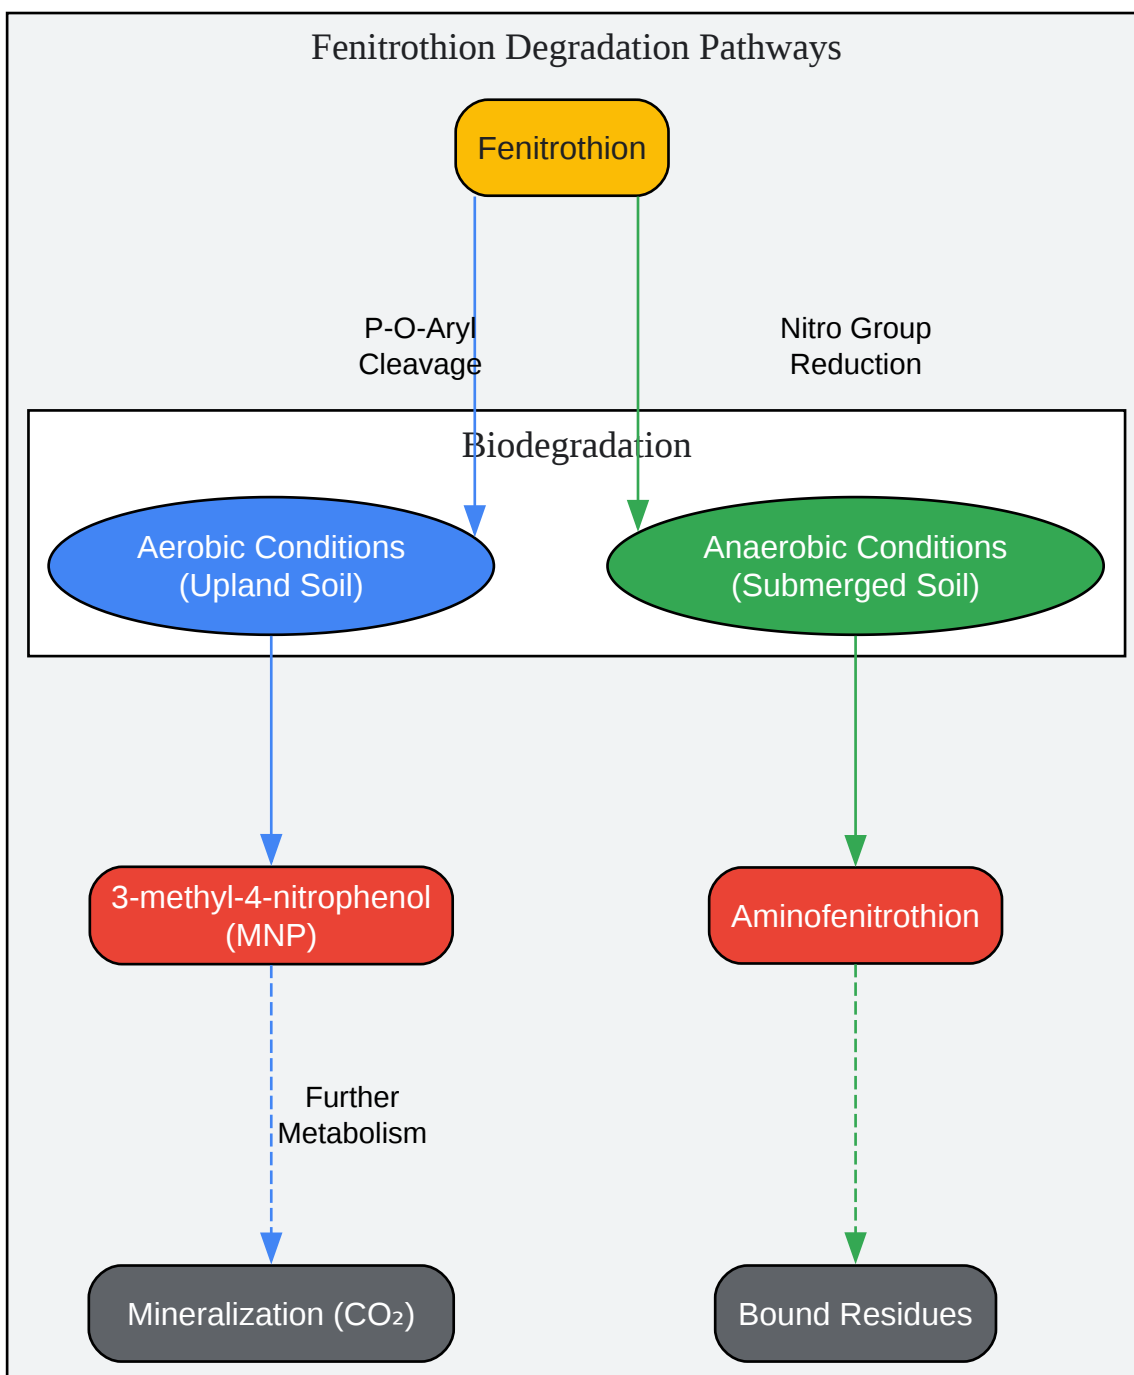 Fenitrothion Degradation Pathways
Fenitrothion
P-O-Aryl
Cleavage
Nitro Group
Reduction
Biodegradation
Aerobic Conditions
(Upland Soil)
Anaerobic Conditions
(Submerged Soil)
3-methyl-4-nitrophenol
(MNP)
Aminofenitrothion
Further
Metabolism
Mineralization (CO₂)
Bound Residues